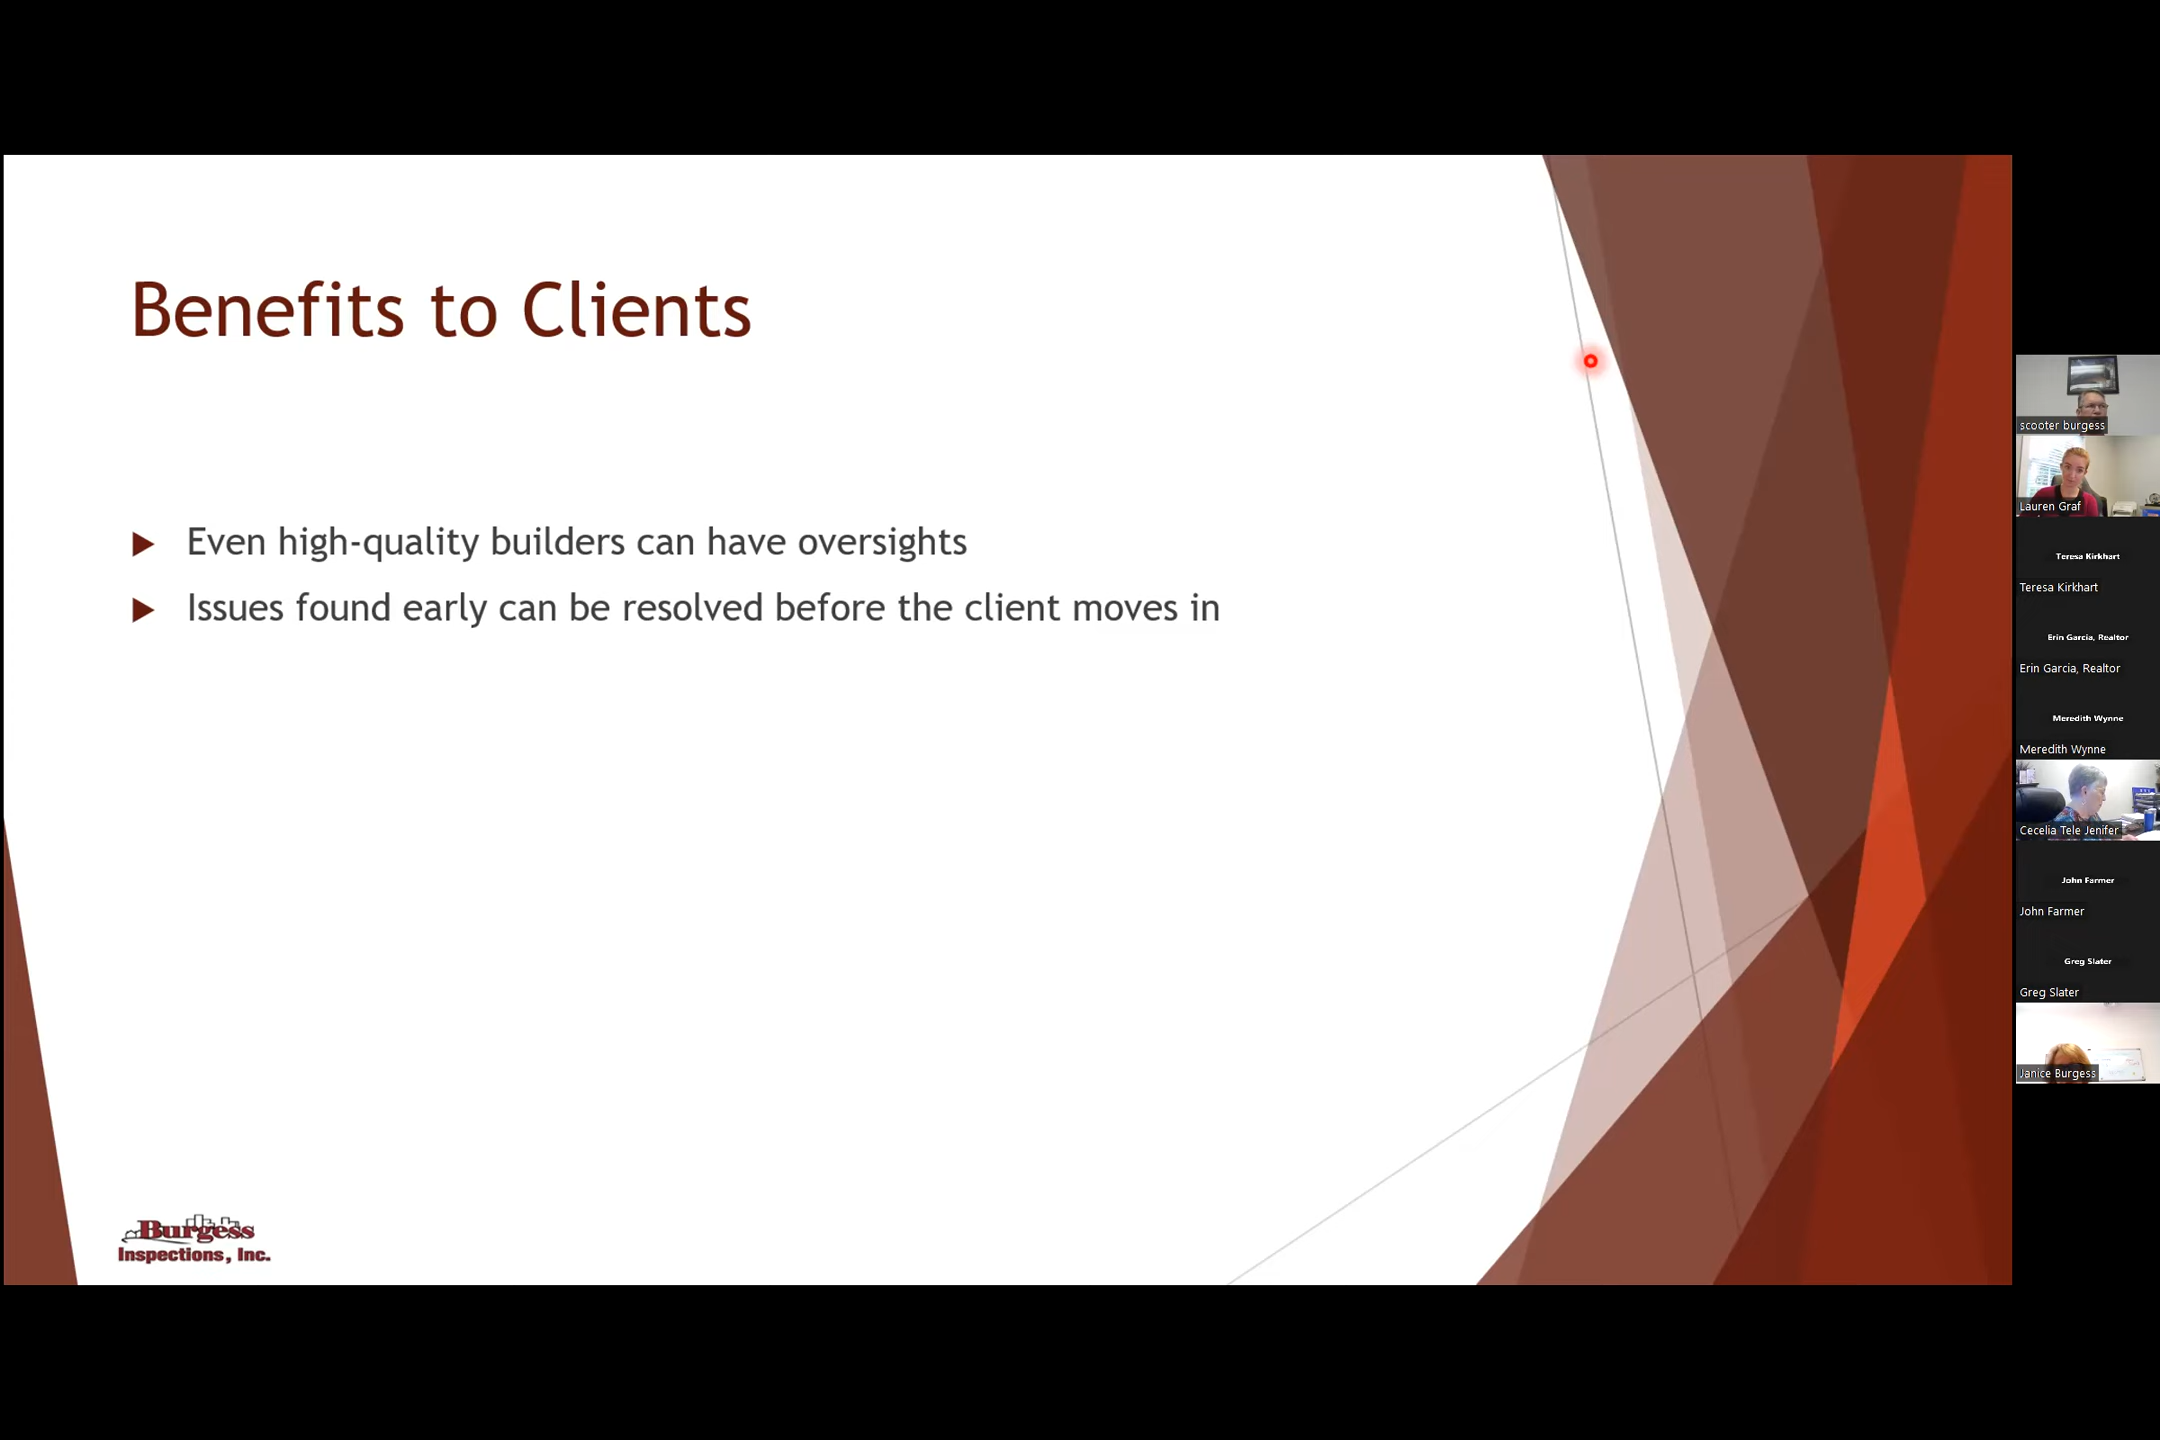 Benefits to Clients
Even high-quality builders can have oversights
Issues found early can be resolved before the client moves in
Burgess
Inspections, Inc.
scooter burgess
Lauren Graf
Teresa Kirkhart
Teresa Kirkhart
Erin Garcia, Realtor
Erin Garcia, Realtor
Meredith Wynne
Meredith Wynne
Cecelia Tele Jenifer
John Farmer
John Farmer
Greg Slater
Greg Slater
Janice Burgess